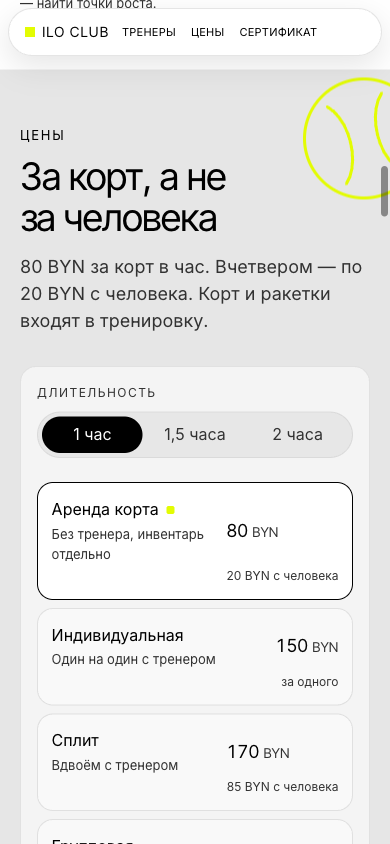 — найти точки роста.
ILO CLUB ТРЕНЕРЫ ЦЕНЫ СЕРТИФИКАТ
ЦЕНЫ
За корт, а не
за человека
80 BYN за корт в час. Вчетвером — по
20 BYN с человека. Корт и ракетки
входят в тренировку.
ДЛИТЕЛЬНОСТЬ
1 час 1,5 часа 2 часа
Аренда корта
Без тренера, инвентарь
отдельно
80 BYN
20 BYN с человека
Индивидуальная
Один на один с тренером
150 BYN
за одного
Сплит
Вдвоём с тренером
170 BYN
85 BYN с человека